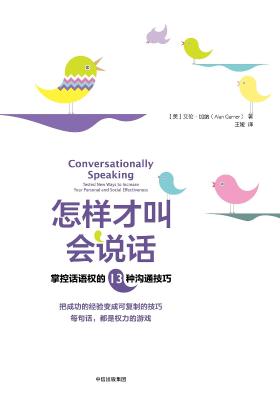 ［美］艾伦·加纳（Alan Garner） 著
王姬 译
Conversationally
Speaking
Tested New Ways to Increase
Your Personal and Social Effectiveness
怎样才叫
会说话
掌控话语权的13种沟通技巧
把成功的经验变成可复制的技巧
每句话，都是权力的游戏
中信出版集团